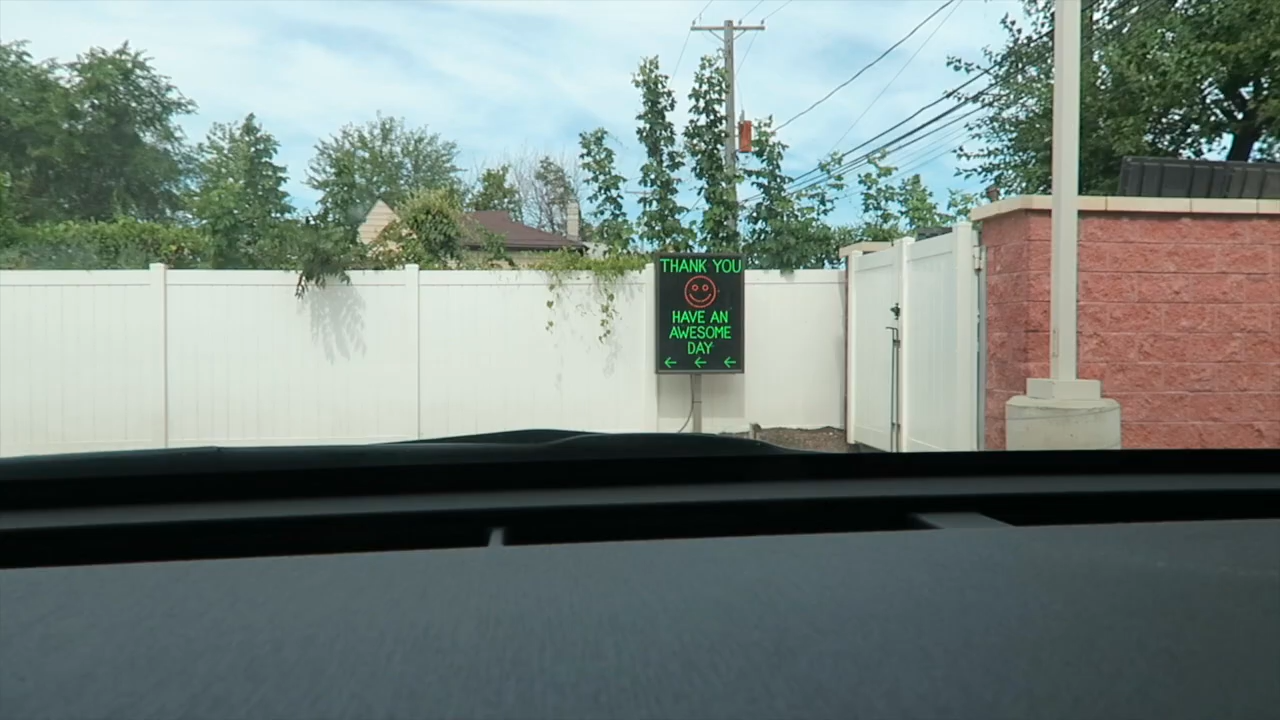 THANK YOU
HAVE AN
AWESOME
DAY
← ← ←